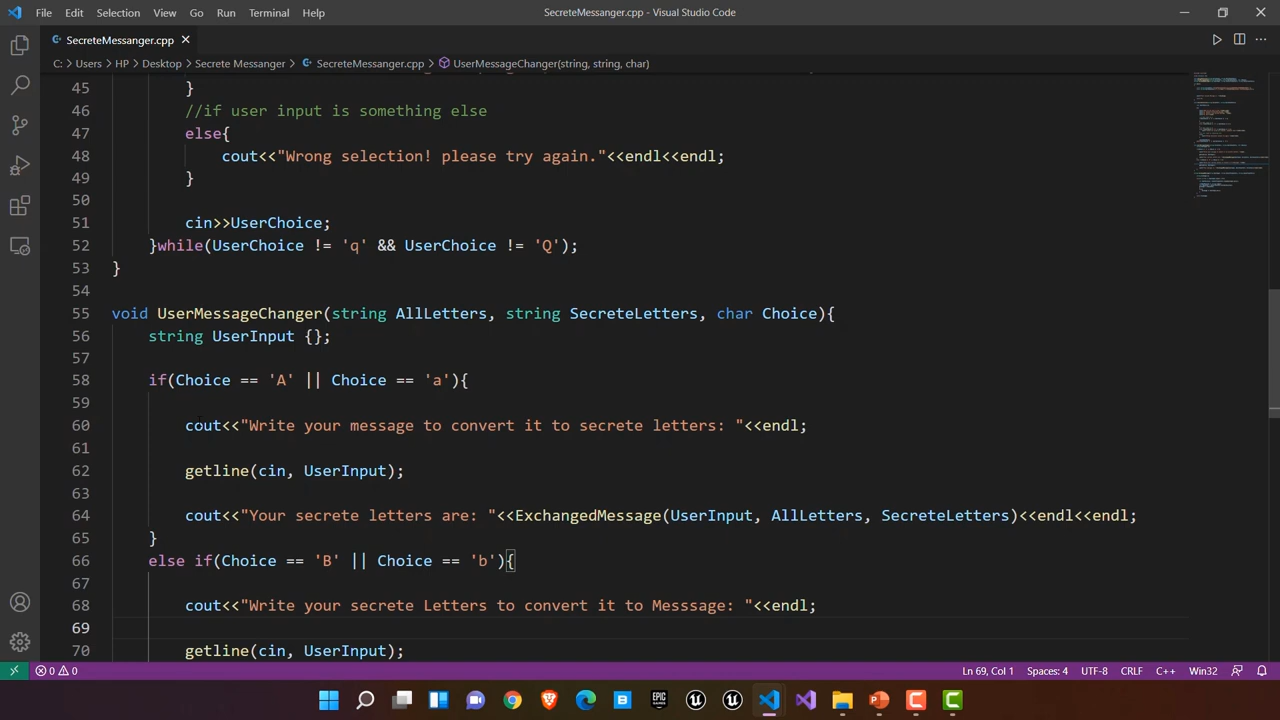 File Edit Selection View Go Run Terminal Help SecreteMessanger.cpp - Visual Studio Code
SecreteMessanger.cpp
C: > Users > HP > Desktop > Secrete Messanger > SecreteMessanger.cpp > UserMessageChanger(string, string, char)
45 }
46 //if user input is something else
47 else{
48 cout<<"Wrong selection! please try again."<<endl<<endl;
49 }
50
51 cin>>UserChoice;
52 }while(UserChoice != 'q' && UserChoice != 'Q');
53 }
54
55 void UserMessageChanger(string AllLetters, string SecreteLetters, char Choice){
56 string UserInput {};
57
58 if(Choice == 'A' || Choice == 'a'){
59
60 cout<<"Write your message to convert it to secrete letters: "<<endl;
61
62 getline(cin, UserInput);
63
64 cout<<"Your secrete letters are: "<<ExchangedMessage(UserInput, AllLetters, SecreteLetters)<<endl<<endl;
65 }
66 else if(Choice == 'B' || Choice == 'b'){
67
68 cout<<"Write your secrete Letters to convert it to Messsage: "<<endl;
69
70 getline(cin, UserInput);
0 0 Ln 69, Col 1 Spaces: 4 UTF-8 CRLF C++ Win32